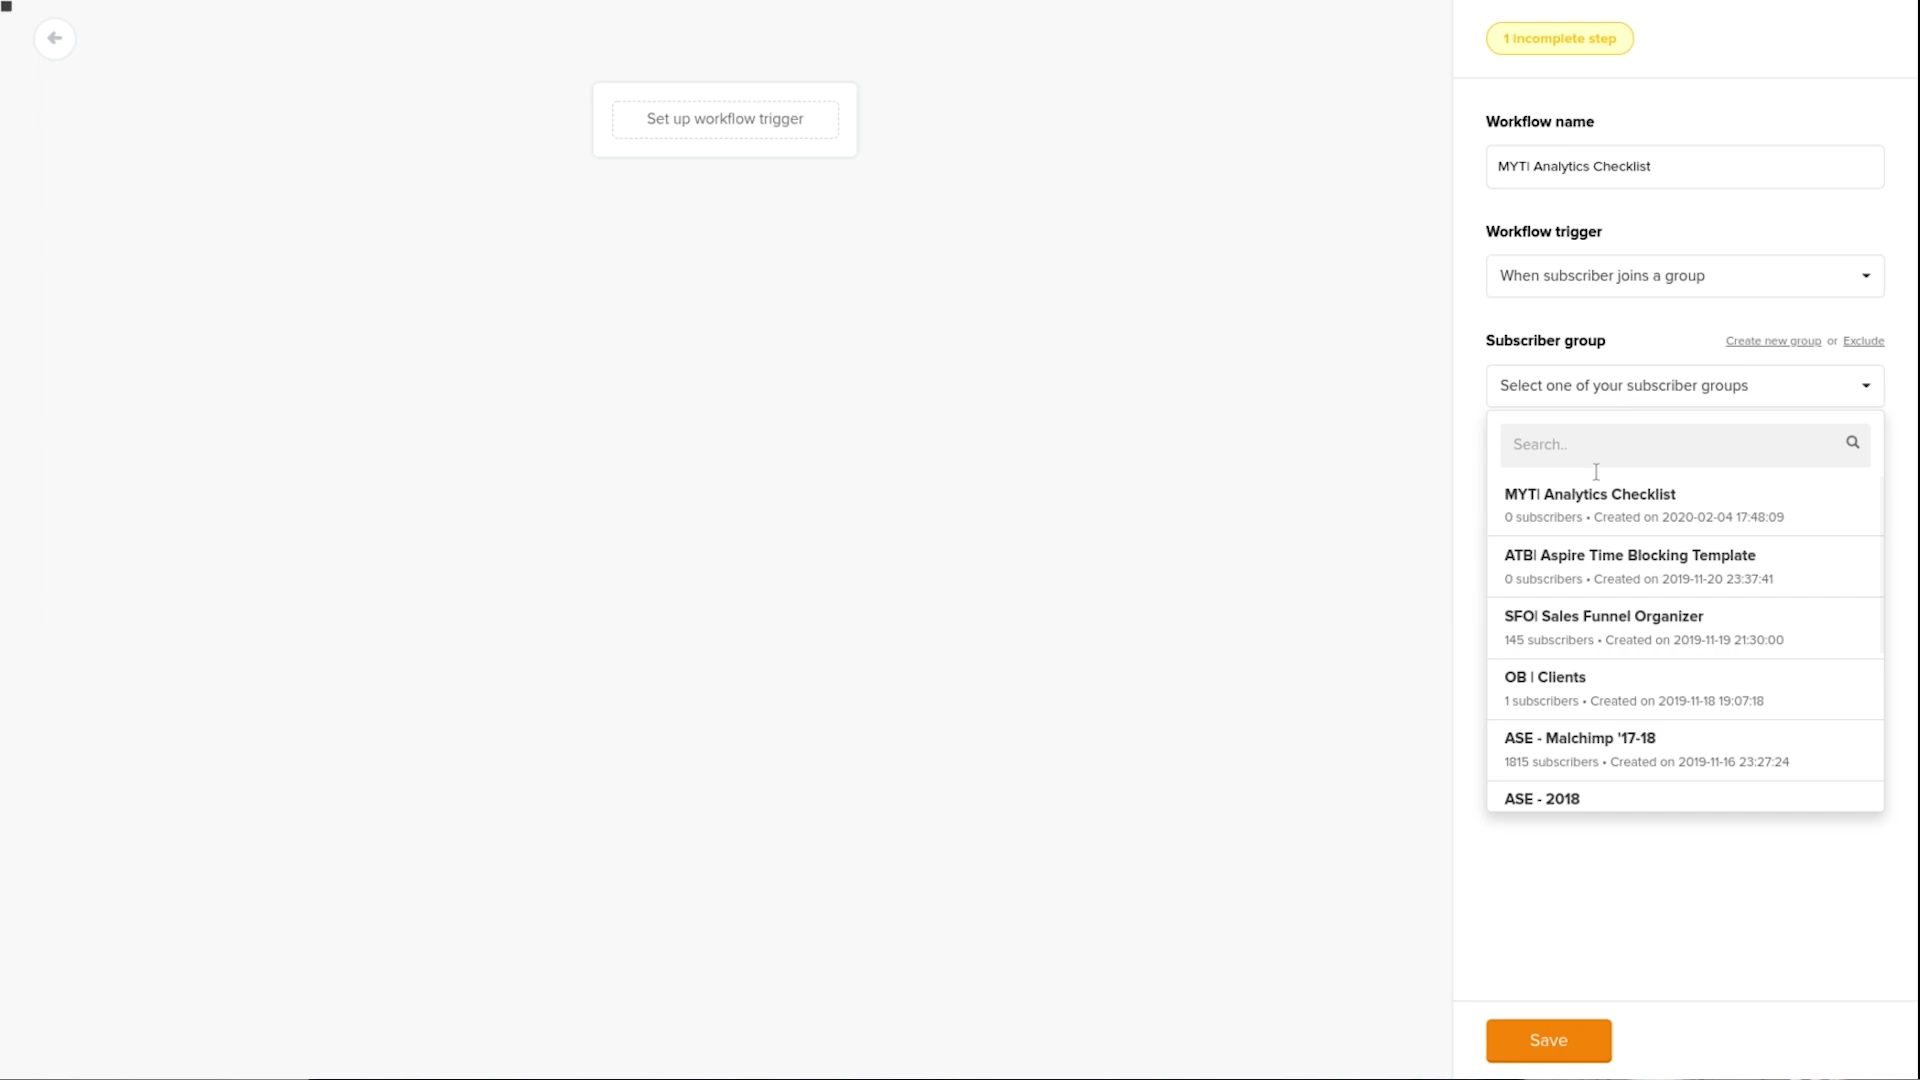 1 incomplete step
Workflow name
MYT| Analytics Checklist
Set up workflow trigger
Workflow trigger
When subscriber joins a group
Subscriber group
Create new group or Exclude
Select one of your subscriber groups
Search..
MYT| Analytics Checklist
0 subscribers • Created on 2020-02-04 17:48:09
ATB| Aspire Time Blocking Template
0 subscribers • Created on 2019-11-20 23:37:41
SFO| Sales Funnel Organizer
145 subscribers • Created on 2019-11-19 21:30:00
OB | Clients
1 subscribers • Created on 2019-11-18 19:07:18
ASE - Malchimp '17-18
1815 subscribers • Created on 2019-11-16 23:27:24
ASE - 2018
Save